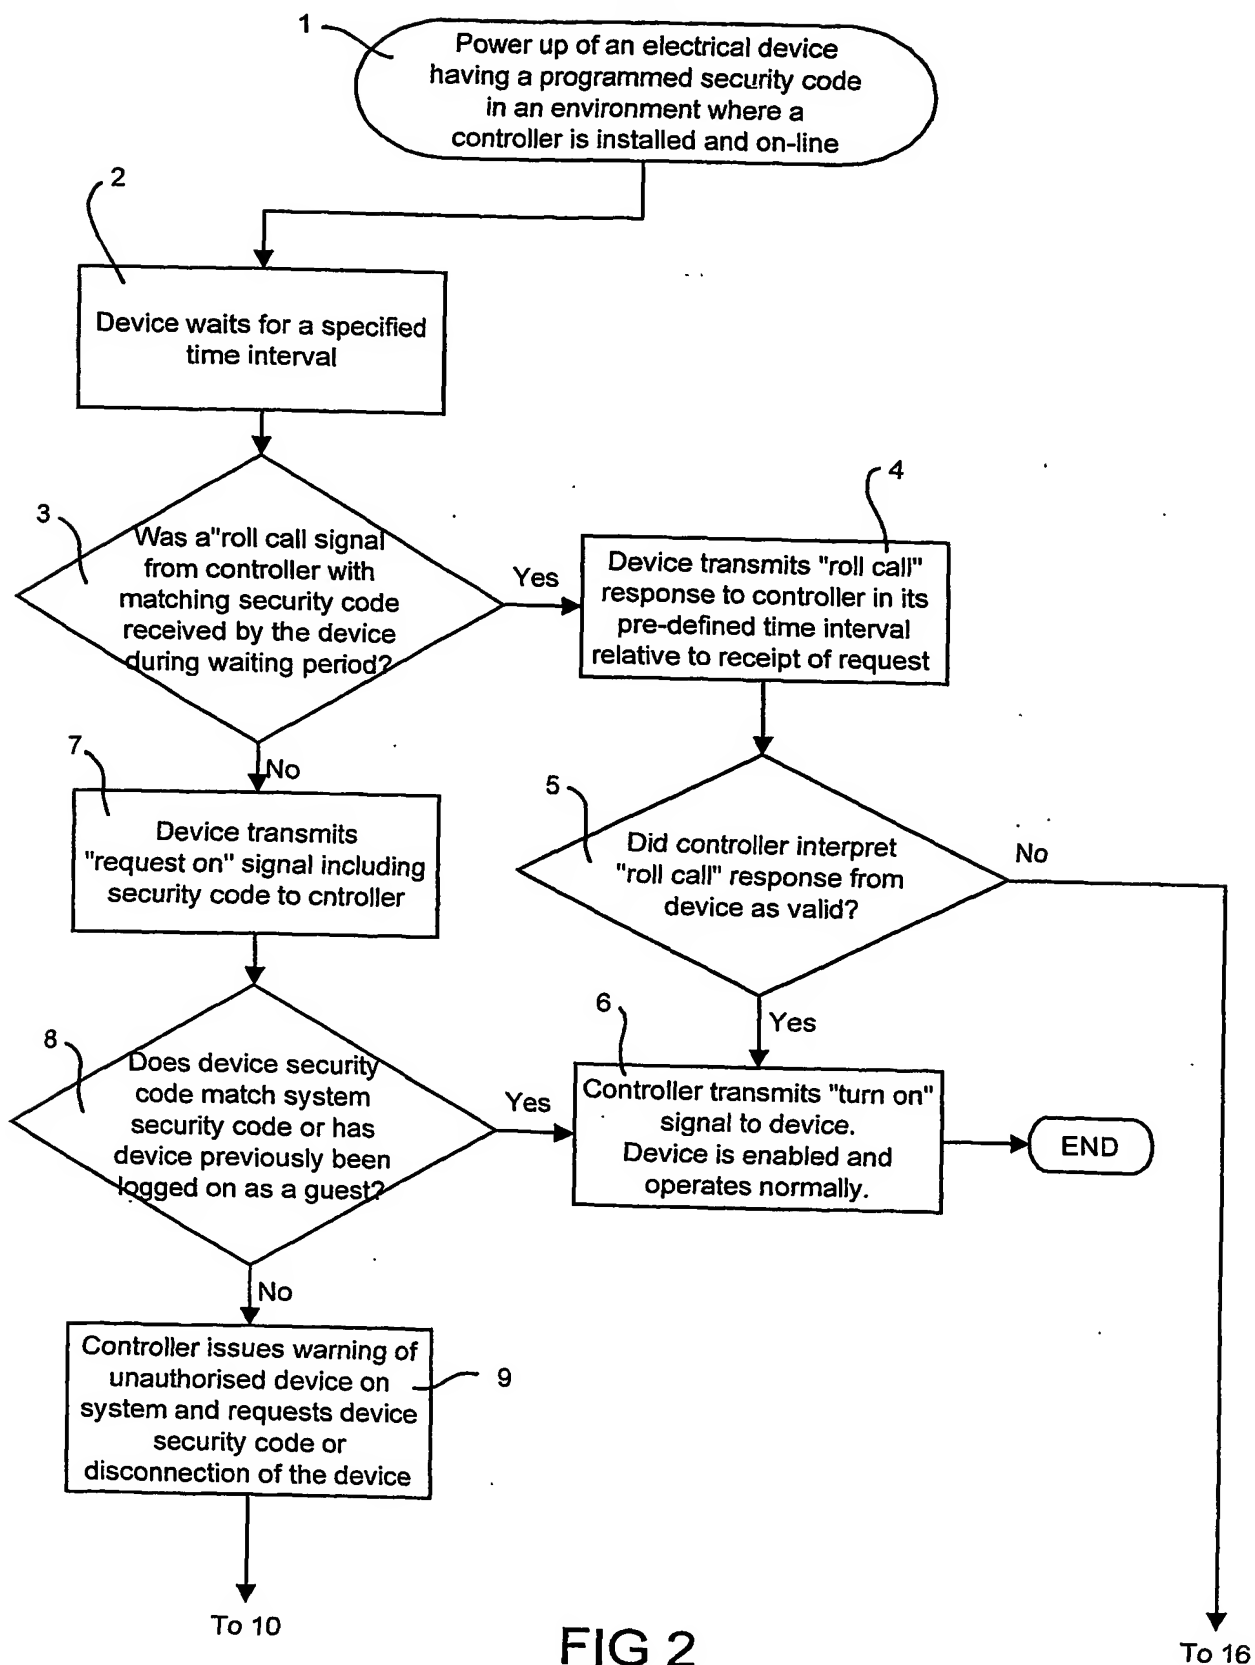 1
Power up of an electrical device
having a programmed security code
in an environment where a
controller is installed and on-line
2
Device waits for a specified
time interval
3
Was a"roll call signal
from controller with
matching security code
received by the device
during waiting period?
Yes
4
Device transmits "roll call"
response to controller in its
pre-defined time interval
relative to receipt of request
No
7
Device transmits
"request on" signal including
security code to cntroller
5
Did controller interpret
"roll call" response from
device as valid?
No
Yes
8
Does device security
code match system
security code or has
device previously been
logged on as a guest?
Yes
6
Controller transmits "turn on"
signal to device.
Device is enabled and
operates normally.
END
No
Controller issues warning of
unauthorised device on
system and requests device
security code or
disconnection of the device
9
To 10
FIG 2
To 16